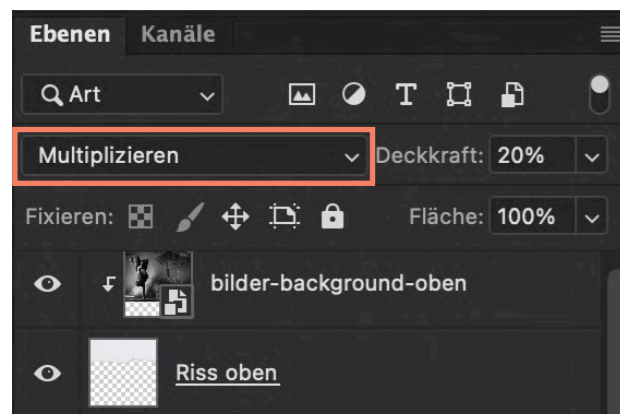 Ebenen Kanäle
Art
Multiplizieren Deckkraft: 20%
Fixieren: Fläche: 100%
bilder-background-oben
Riss oben